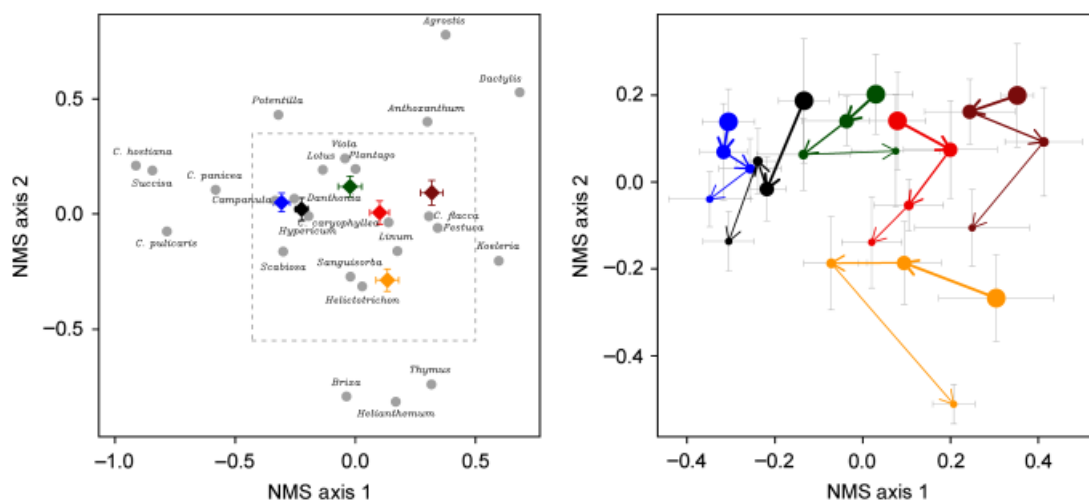 Agrostis
Dactylis
0.5
Potentilla
Anthoxanthum
Viola
C. hostiana
Lotus
Plantago
Succisa
C. panicea
Campanula
Danthonia
0.0
C. caryophyllea
C. flacca
Hypericum
Festuca
C. pulicaris
Linum
Scabiosa
Sanguisorba
Koeleria
Helictotrichon
−0.5
Thymus
Briza
Helianthemum
−1.0 −0.5 0.0 0.5
NMS axis 1
NMS axis 2
0.2
0.0
−0.2
−0.4
−0.4 −0.2 0.0 0.2 0.4
NMS axis 1
NMS axis 2